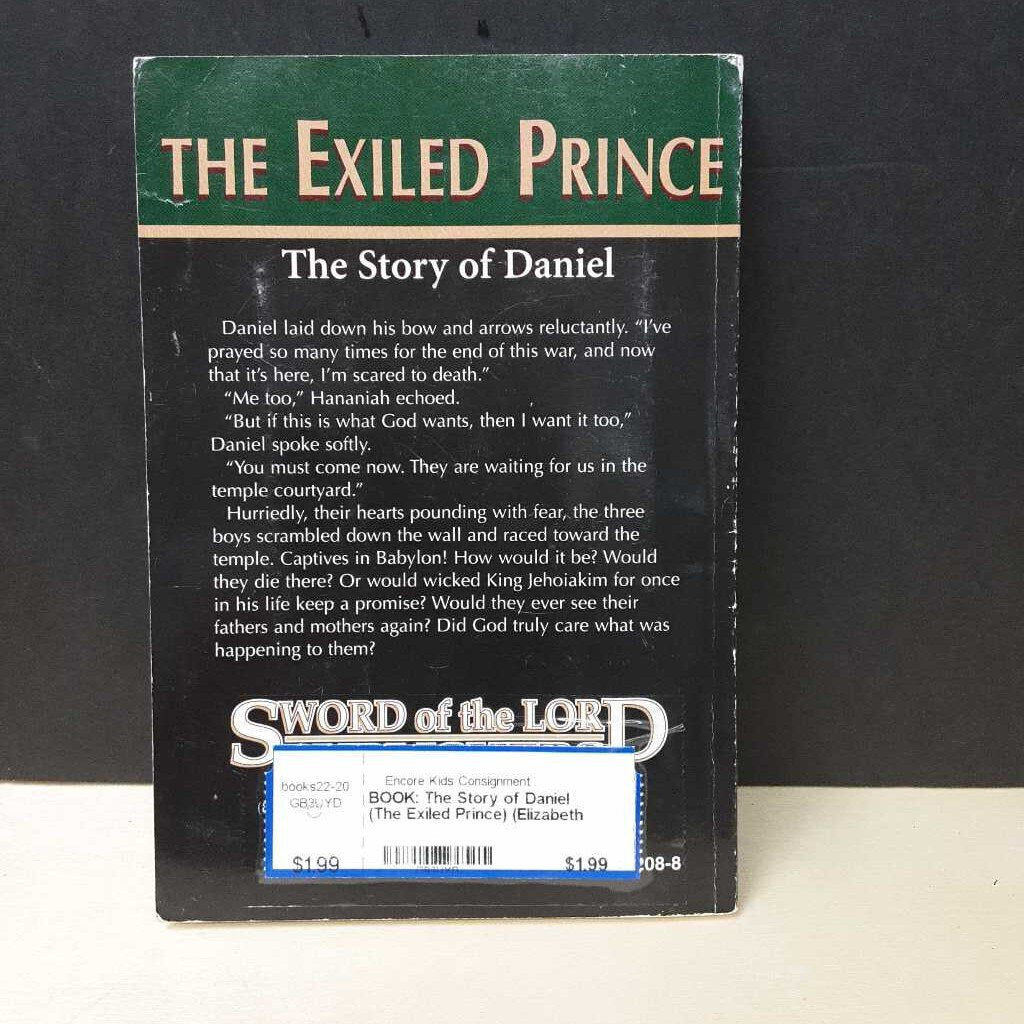 THE EXILED PRINCE
The Story of Daniel
Daniel laid down his bow and arrows reluctantly. “I’ve
prayed so many times for the end of this war, and now
that it’s here, I’m scared to death.”
“Me too,” Hananiah echoed.
“But if this is what God wants, then I want it too,”
Daniel spoke softly.
“You must come now. They are waiting for us in the
temple courtyard.”
Hurriedly, their hearts pounding with fear, the three
boys scrambled down the wall and raced toward the
temple. Captives in Babylon! How would it be? Would
they die there? Or would wicked King Jehoiakim for once
in his life keep a promise? Would they ever see their
fathers and mothers again? Did God truly care what was
happening to them?
SWORD of the LORD
books22-20
GB3UYD
Encore Kids Consignment
BOOK: The Story of Daniel
(The Exiled Prince) (Elizabeth
$1.99
$1.99
208-8